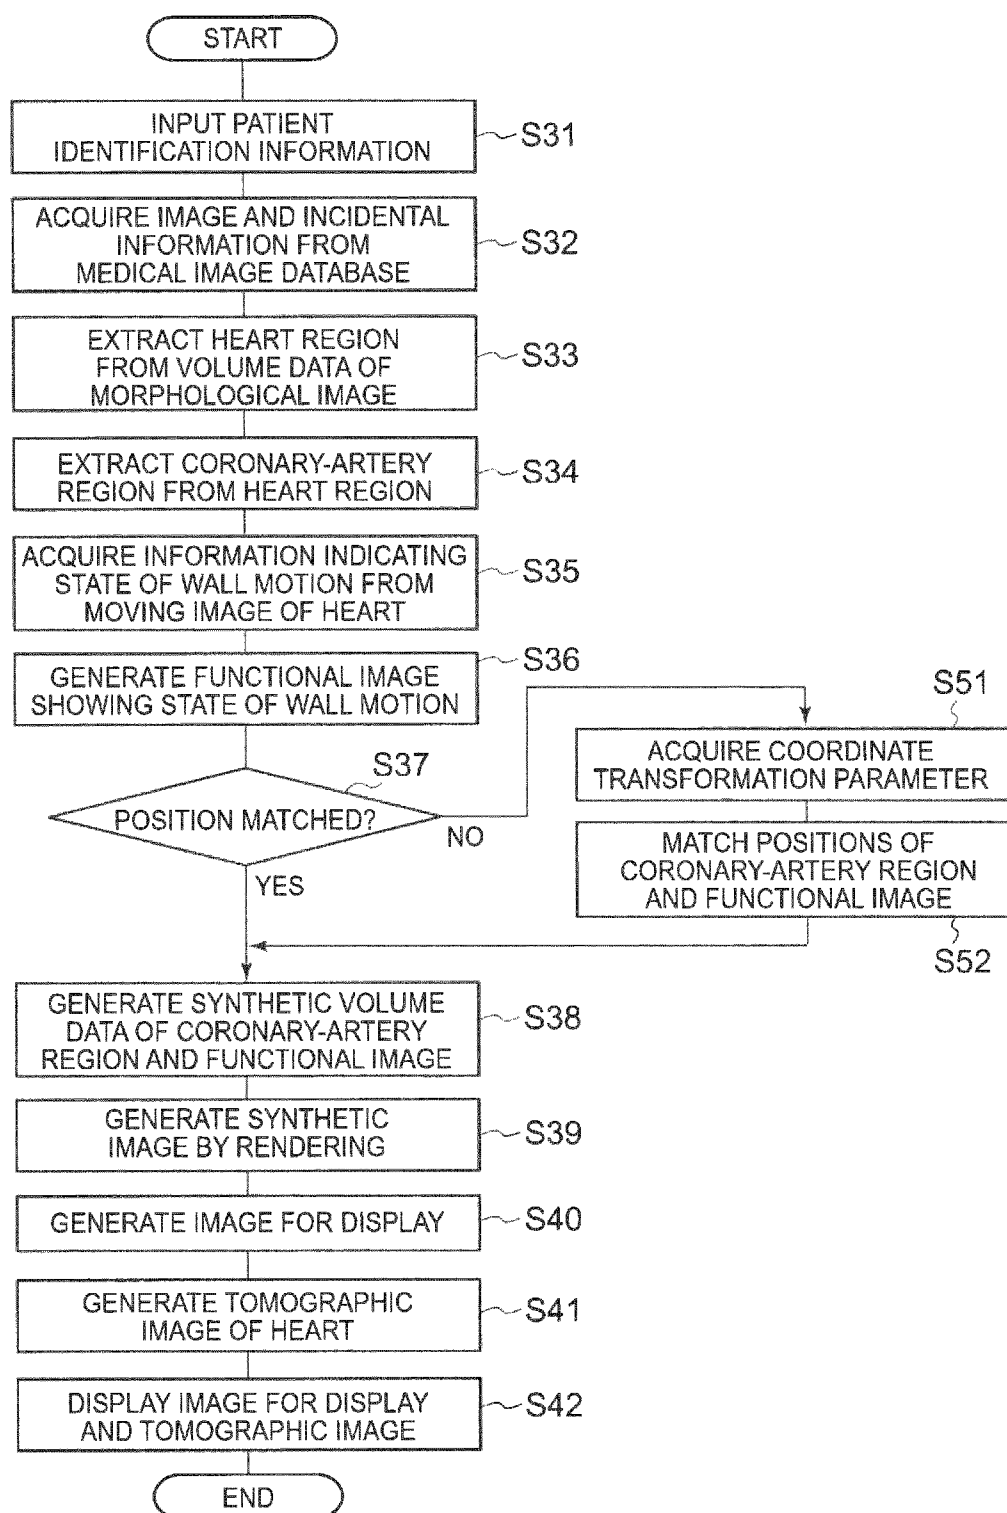 START
INPUT PATIENT
IDENTIFICATION INFORMATION
S31
ACQUIRE IMAGE AND INCIDENTAL
INFORMATION FROM
MEDICAL IMAGE DATABASE
S32
EXTRACT HEART REGION
FROM VOLUME DATA OF
MORPHOLOGICAL IMAGE
S33
EXTRACT CORONARY-ARTERY
REGION FROM HEART REGION
S34
ACQUIRE INFORMATION INDICATING
STATE OF WALL MOTION FROM
MOVING IMAGE OF HEART
S35
GENERATE FUNCTIONAL IMAGE
SHOWING STATE OF WALL MOTION
S36
POSITION MATCHED?
S37
NO
YES
S51
ACQUIRE COORDINATE
TRANSFORMATION PARAMETER
MATCH POSITIONS OF
CORONARY-ARTERY REGION
AND FUNCTIONAL IMAGE
S52
GENERATE SYNTHETIC VOLUME
DATA OF CORONARY-ARTERY
REGION AND FUNCTIONAL IMAGE
S38
GENERATE SYNTHETIC
IMAGE BY RENDERING
S39
GENERATE IMAGE FOR DISPLAY
S40
GENERATE TOMOGRAPHIC
IMAGE OF HEART
S41
DISPLAY IMAGE FOR DISPLAY
AND TOMOGRAPHIC IMAGE
S42
END